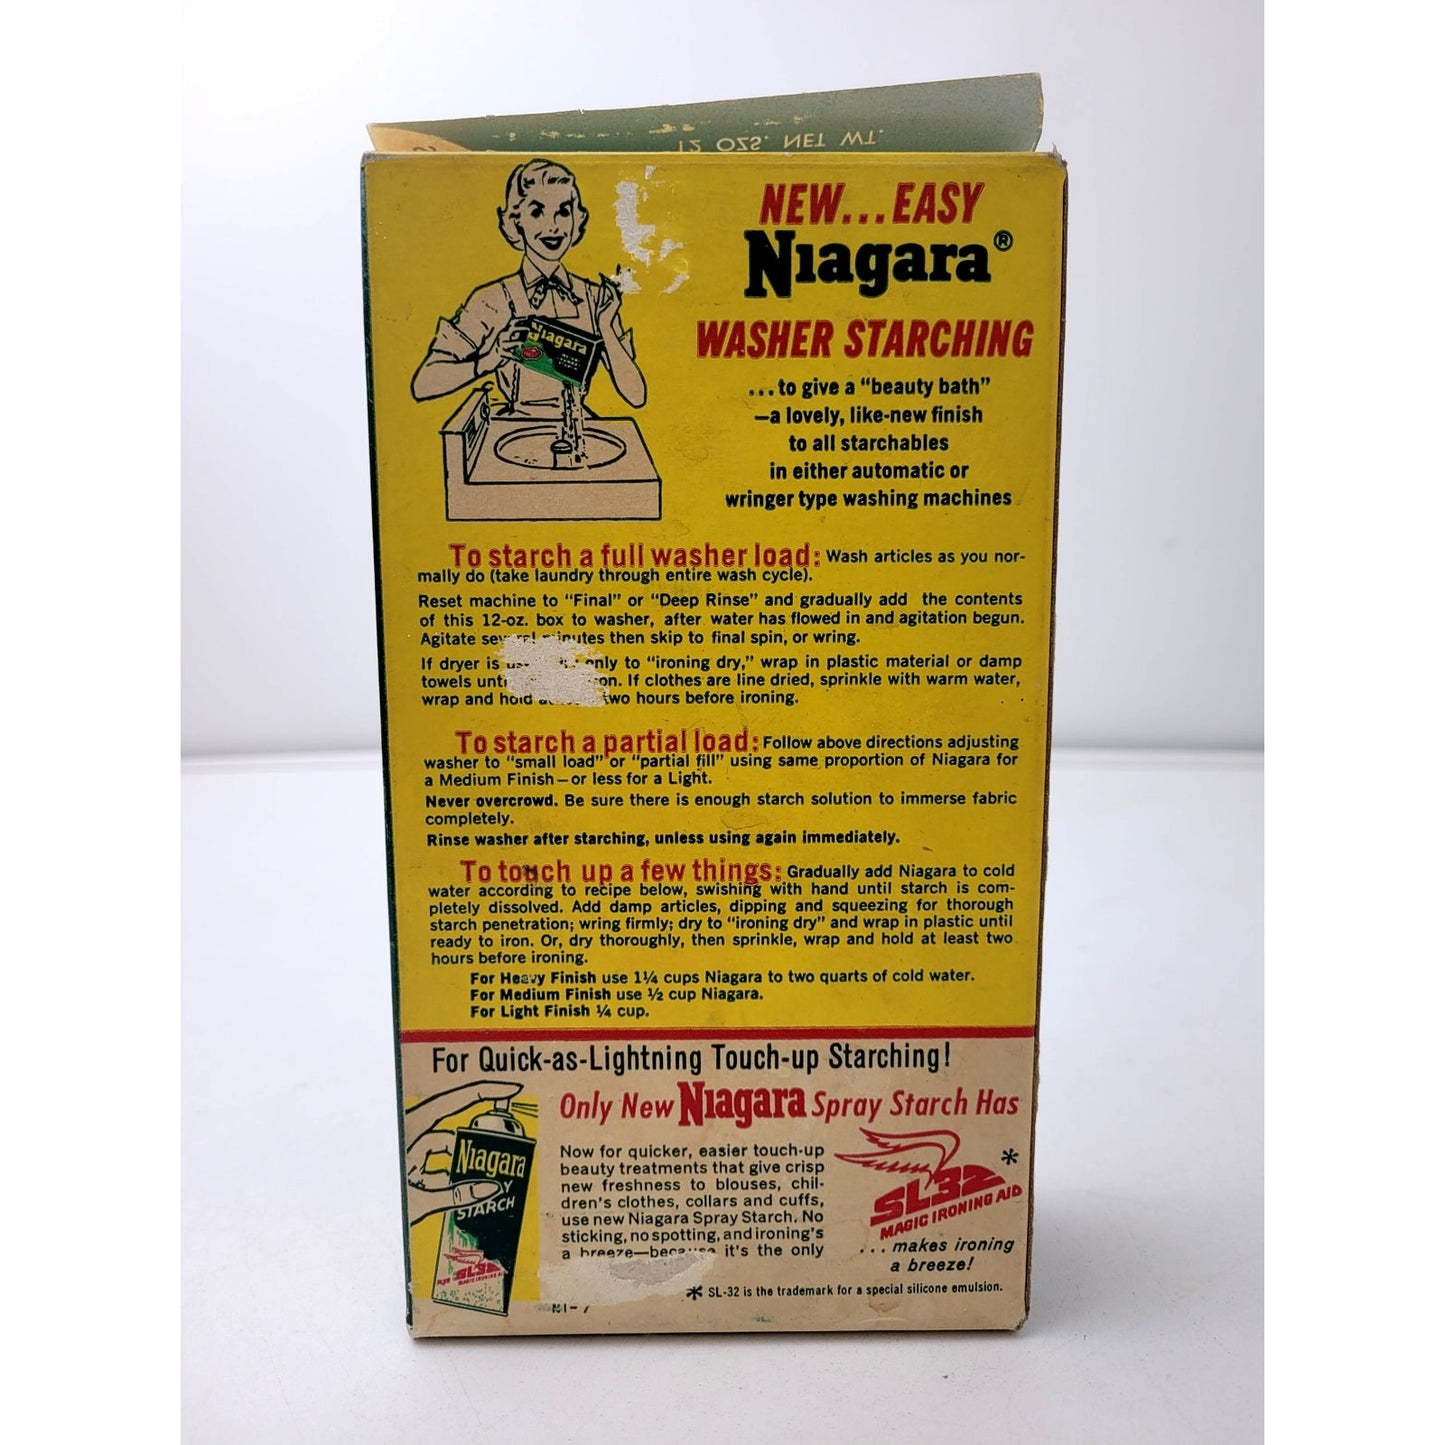 12 OZS. NET WT.
NEW...EASY
Niagara®
WASHER STARCHING
Niagara
...to give a "beauty bath"
—a lovely, like-new finish
to all starchables
in either automatic or
wringer type washing machines
To starch a full washer load: Wash articles as you nor-
mally do (take laundry through entire wash cycle).
Reset machine to "Final" or "Deep Rinse" and gradually add the contents
of this 12-oz. box to washer, after water has flowed in and agitation begun.
Agitate several minutes then skip to final spin, or wring.
If dryer is only to "ironing dry," wrap in plastic material or damp
towels If clothes are line dried, sprinkle with warm water,
wrap and hold two hours before ironing.
To starch a partial load: Follow above directions adjusting
washer to "small load" or "partial fill" using same proportion of Niagara for
a Medium Finish—or less for a Light.
Never overcrowd. Be sure there is enough starch solution to immerse fabric
completely.
Rinse washer after starching, unless using again immediately.
To touch up a few things: Gradually add Niagara to cold
water according to recipe below, swishing with hand until starch is com-
pletely dissolved. Add damp articles, dipping and squeezing for thorough
starch penetration; wring firmly; dry to "ironing dry" and wrap in plastic until
ready to iron. Or, dry thoroughly, then sprinkle, wrap and hold at least two
hours before ironing.
For Heavy Finish use 1¼ cups Niagara to two quarts of cold water.
For Medium Finish use ½ cup Niagara.
For Light Finish ¼ cup.
For Quick-as-Lightning Touch-up Starching!
Only New Niagara Spray Starch Has
Niagara
STARCH
PLUS SL32
MAGIC IRONING AID
Now for quicker, easier touch-up
beauty treatments that give crisp
new freshness to blouses, chil-
dren's clothes, collars and cuffs,
use new Niagara Spray Starch. No
sticking, no spotting, and ironing's
a breeze—because it's the only
SL32 *
MAGIC IRONING AID
...makes ironing
a breeze!
* SL-32 is the trademark for a special silicone emulsion.
NI-7